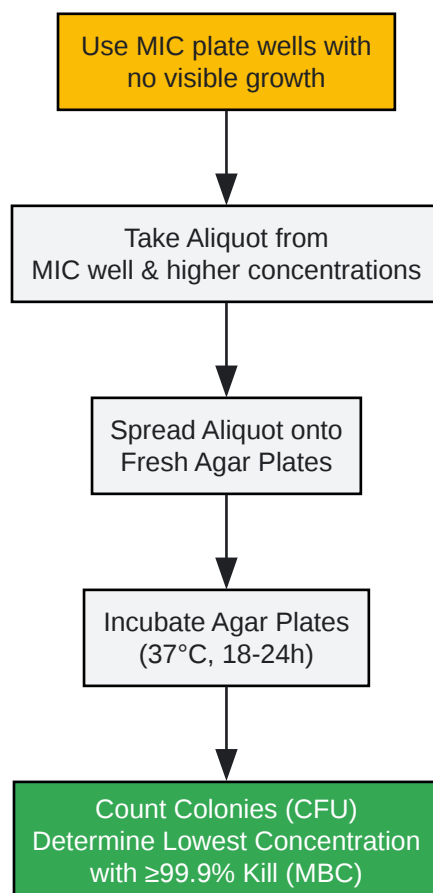 Use MIC plate wells with
no visible growth
Take Aliquot from
MIC well & higher concentrations
Spread Aliquot onto
Fresh Agar Plates
Incubate Agar Plates
(37°C, 18-24h)
Count Colonies (CFU)
Determine Lowest Concentration
with ≥99.9% Kill (MBC)